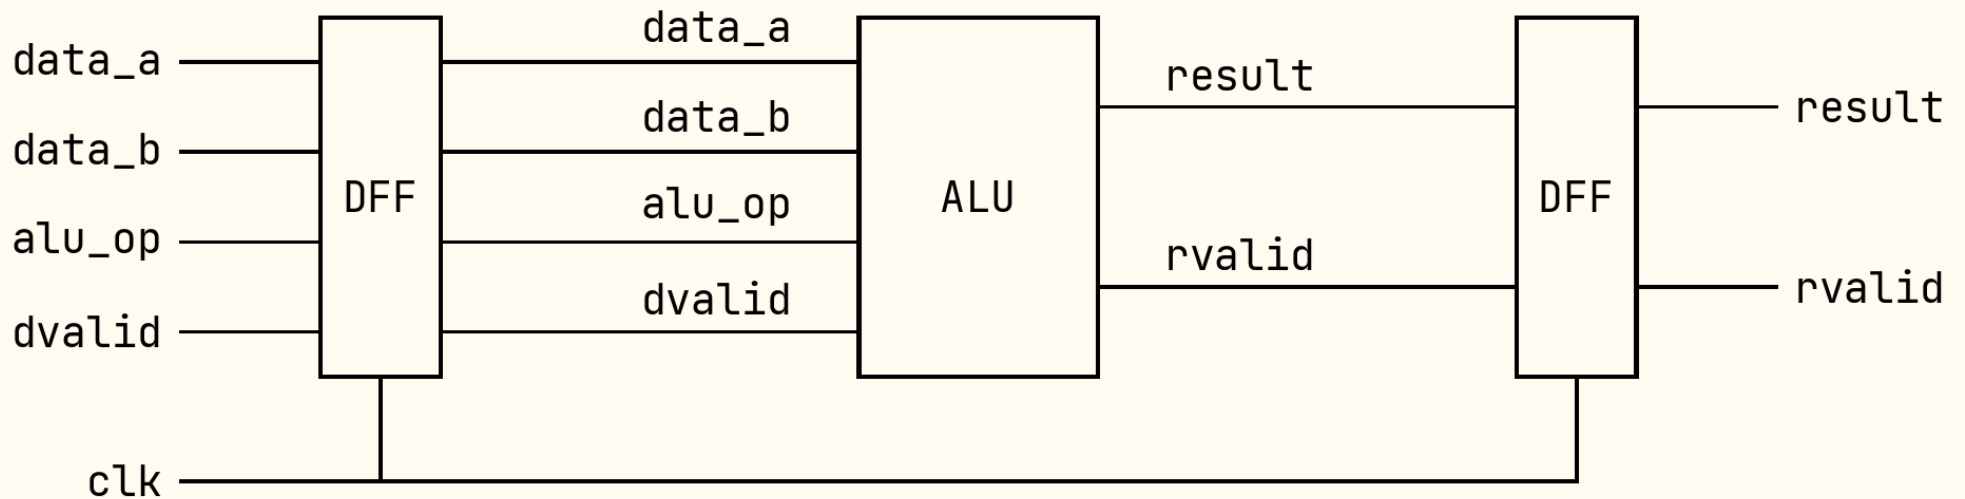 data_a
data_b
alu_op
dvalid
clk
DFF
data_a
data_b
alu_op
dvalid
ALU
result
rvalid
DFF
result
rvalid